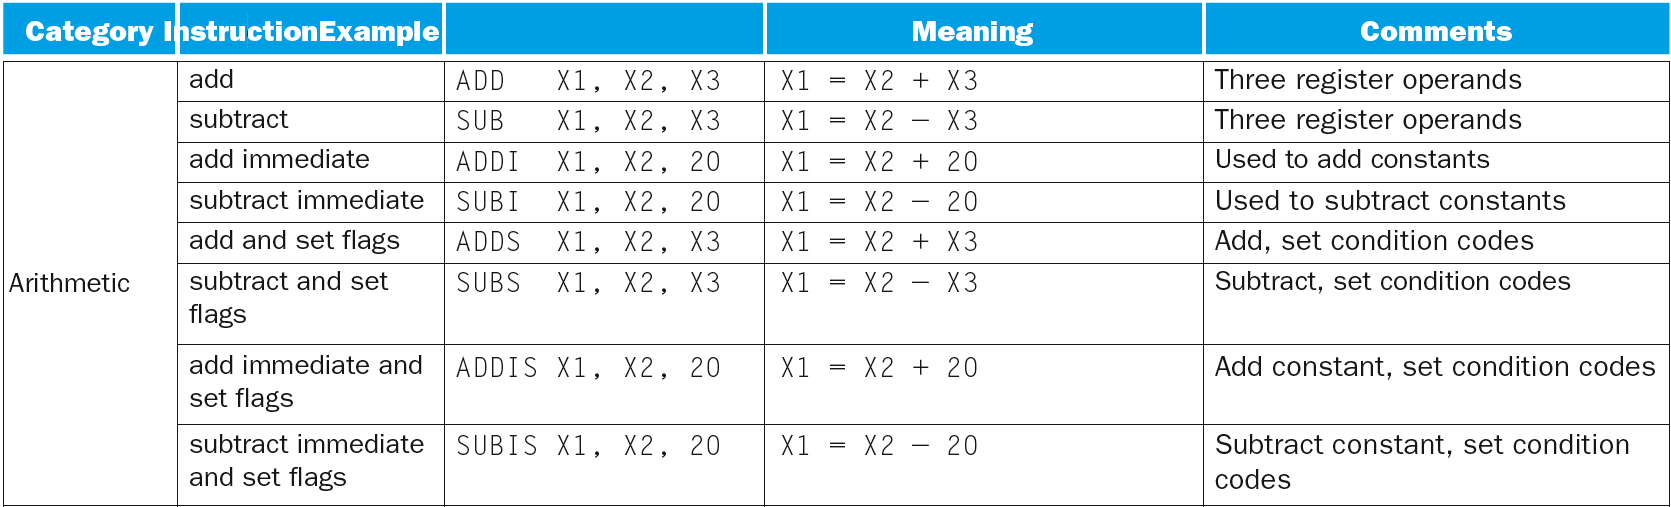 Category InstructionExample Meaning Comments
add ADD X1, X2, X3 X1 = X2 + X3 Three register operands
subtract SUB X1, X2, X3 X1 = X2 – X3 Three register operands
add immediate ADDI X1, X2, 20 X1 = X2 + 20 Used to add constants
subtract immediate SUBI X1, X2, 20 X1 = X2 – 20 Used to subtract constants
add and set flags ADDS X1, X2, X3 X1 = X2 + X3 Add, set condition codes
Arithmetic subtract and set SUBS X1, X2, X3 X1 = X2 – X3 Subtract, set condition codes
flags
add immediate and ADDIS X1, X2, 20 X1 = X2 + 20 Add constant, set condition codes
set flags
subtract immediate SUBIS X1, X2, 20 X1 = X2 – 20 Subtract constant, set condition
and set flags codes